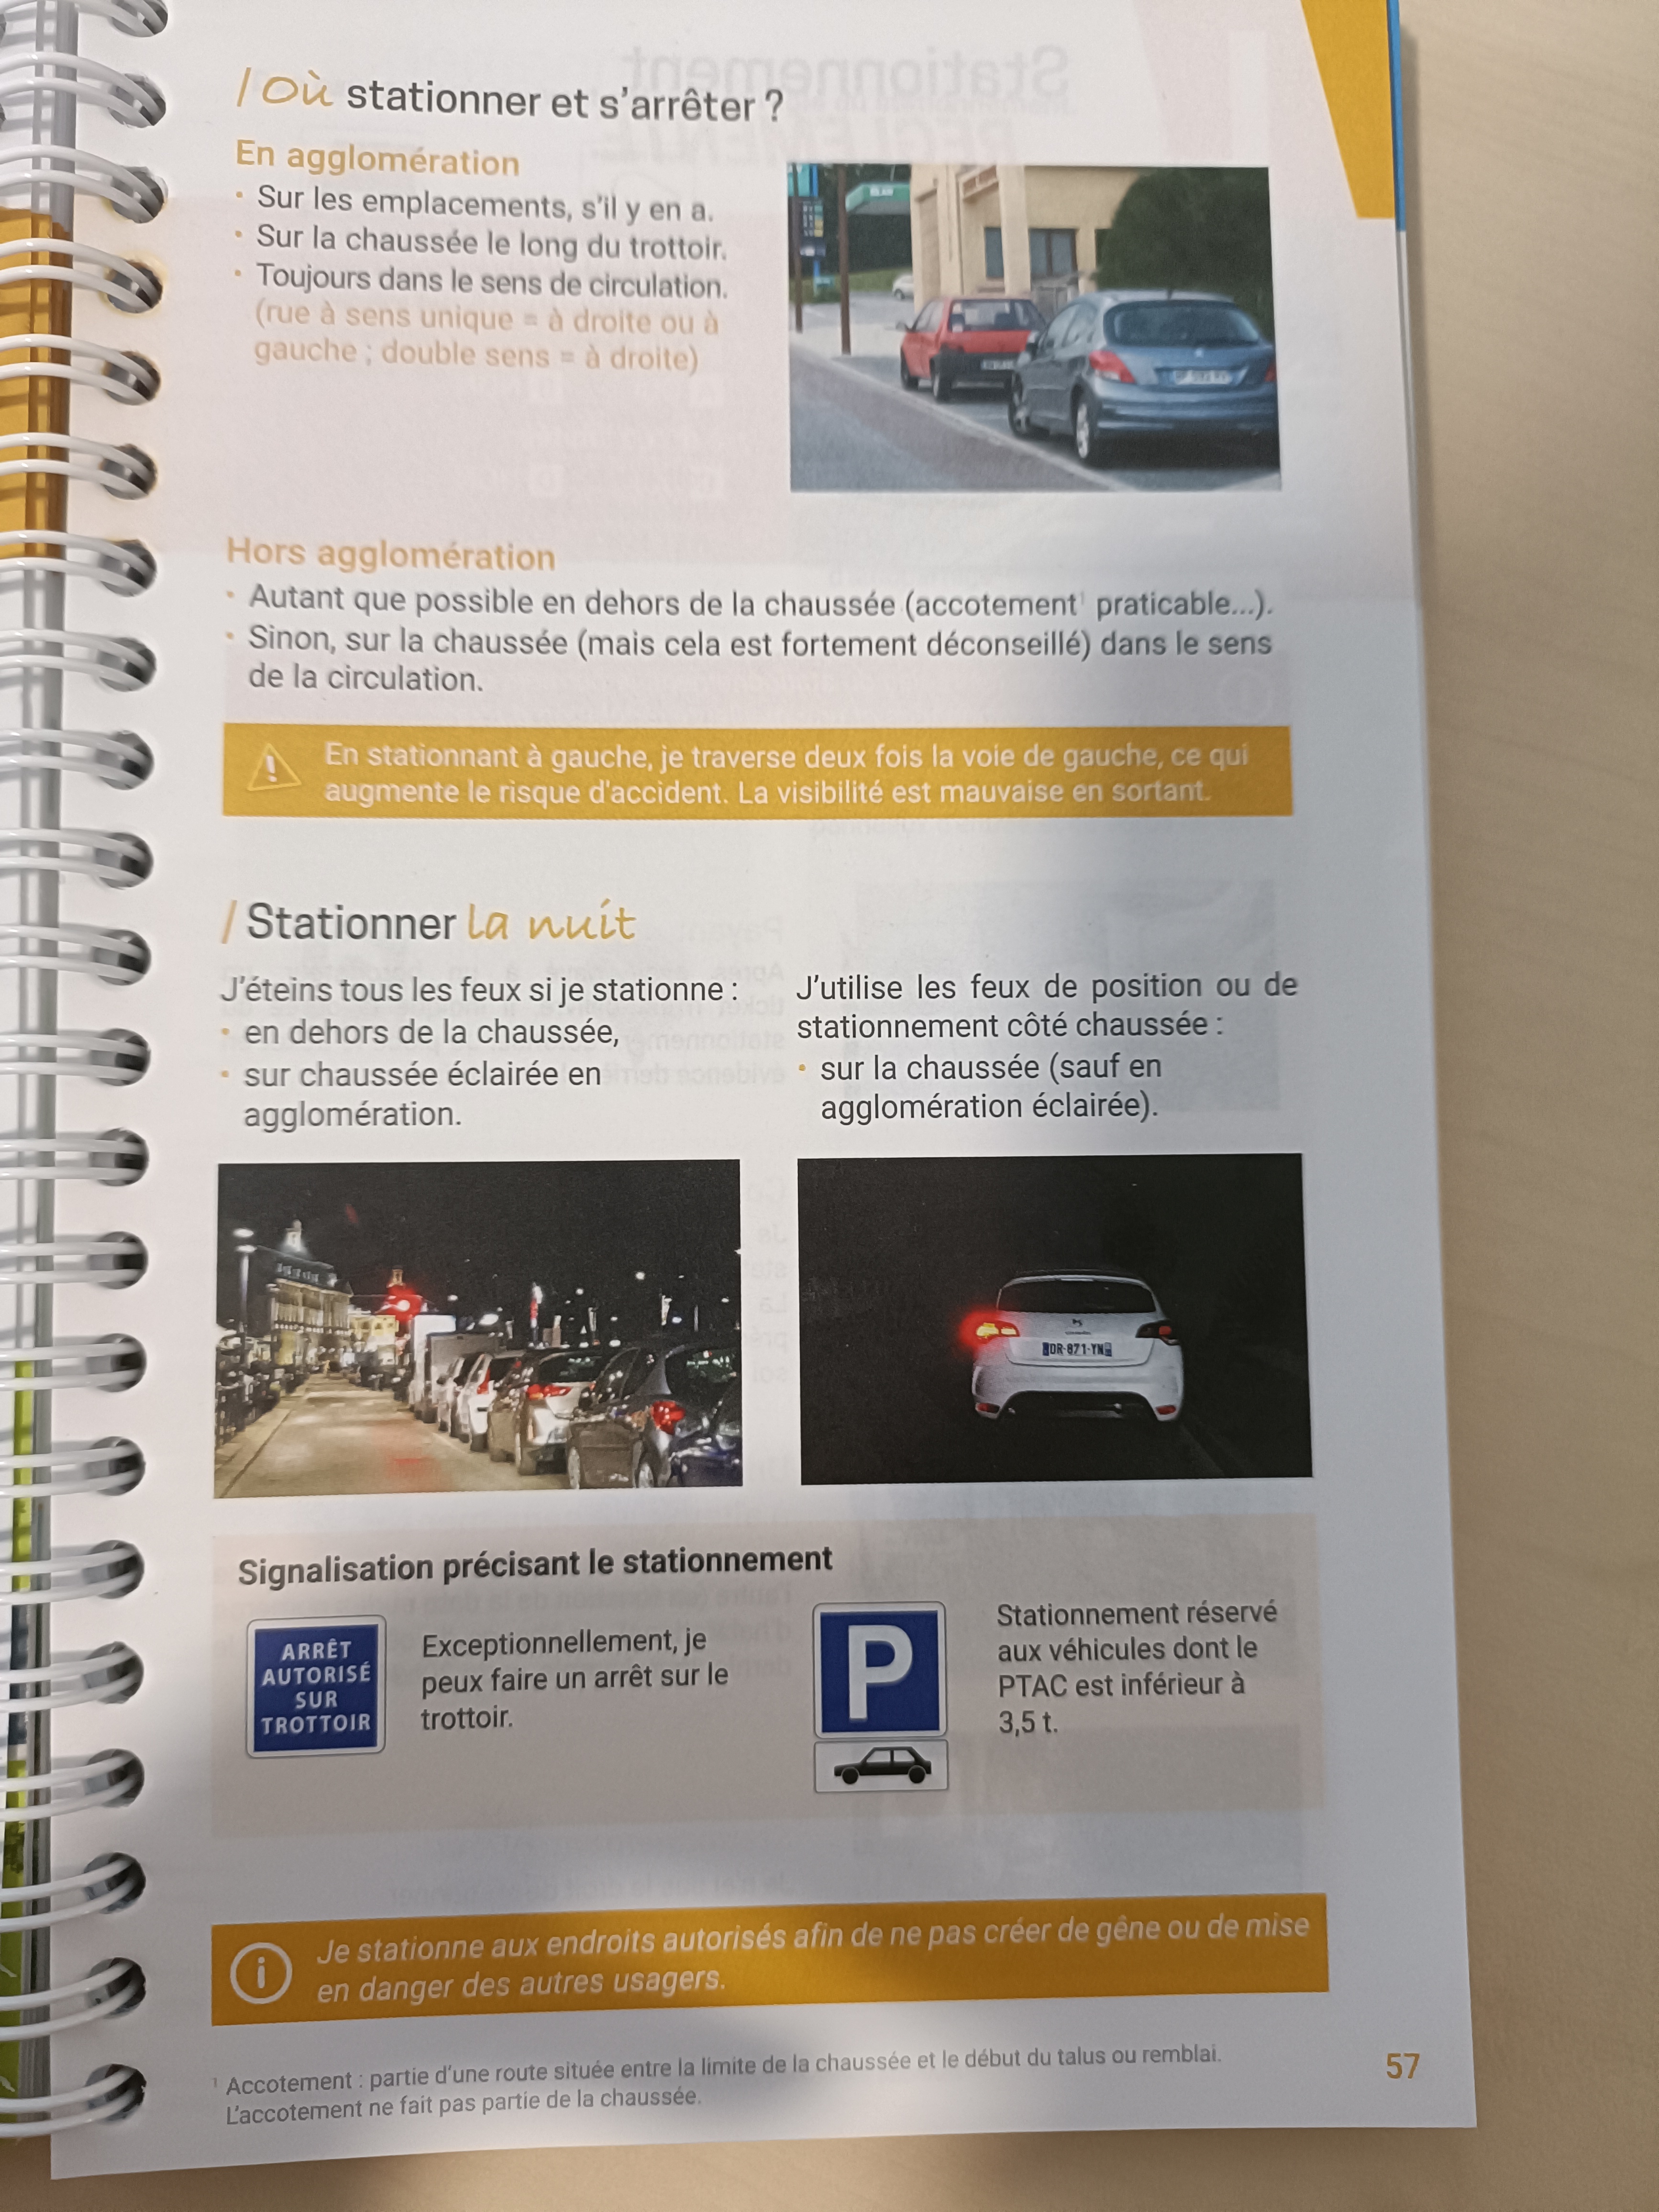 / Où stationner et s'arrêter ?
En agglomération
• Sur les emplacements, s'il y en a.
• Sur la chaussée le long du trottoir.
• Toujours dans le sens de circulation.
(rue à sens unique = à droite ou à
gauche ; double sens = à droite)
Hors agglomération
• Autant que possible en dehors de la chaussée (accotement¹ praticable...).
• Sinon, sur la chaussée (mais cela est fortement déconseillé) dans le sens
de la circulation.
En stationnant à gauche, je traverse deux fois la voie de gauche, ce qui
augmente le risque d'accident. La visibilité est mauvaise en sortant.
/ Stationner la nuit
J'éteins tous les feux si je stationne :
• en dehors de la chaussée,
• sur chaussée éclairée en
agglomération.
J'utilise les feux de position ou de
stationnement côté chaussée :
• sur la chaussée (sauf en
agglomération éclairée).
DR-871-YN
Signalisation précisant le stationnement
ARRÊT
AUTORISÉ
SUR
TROTTOIR
Exceptionnellement, je
peux faire un arrêt sur le
trottoir.
P
Stationnement réservé
aux véhicules dont le
PTAC est inférieur à
3,5 t.
Je stationne aux endroits autorisés afin de ne pas créer de gêne ou de mise
en danger des autres usagers.
¹ Accotement : partie d'une route située entre la limite de la chaussée et le début du talus ou remblai.
L'accotement ne fait pas partie de la chaussée.
57